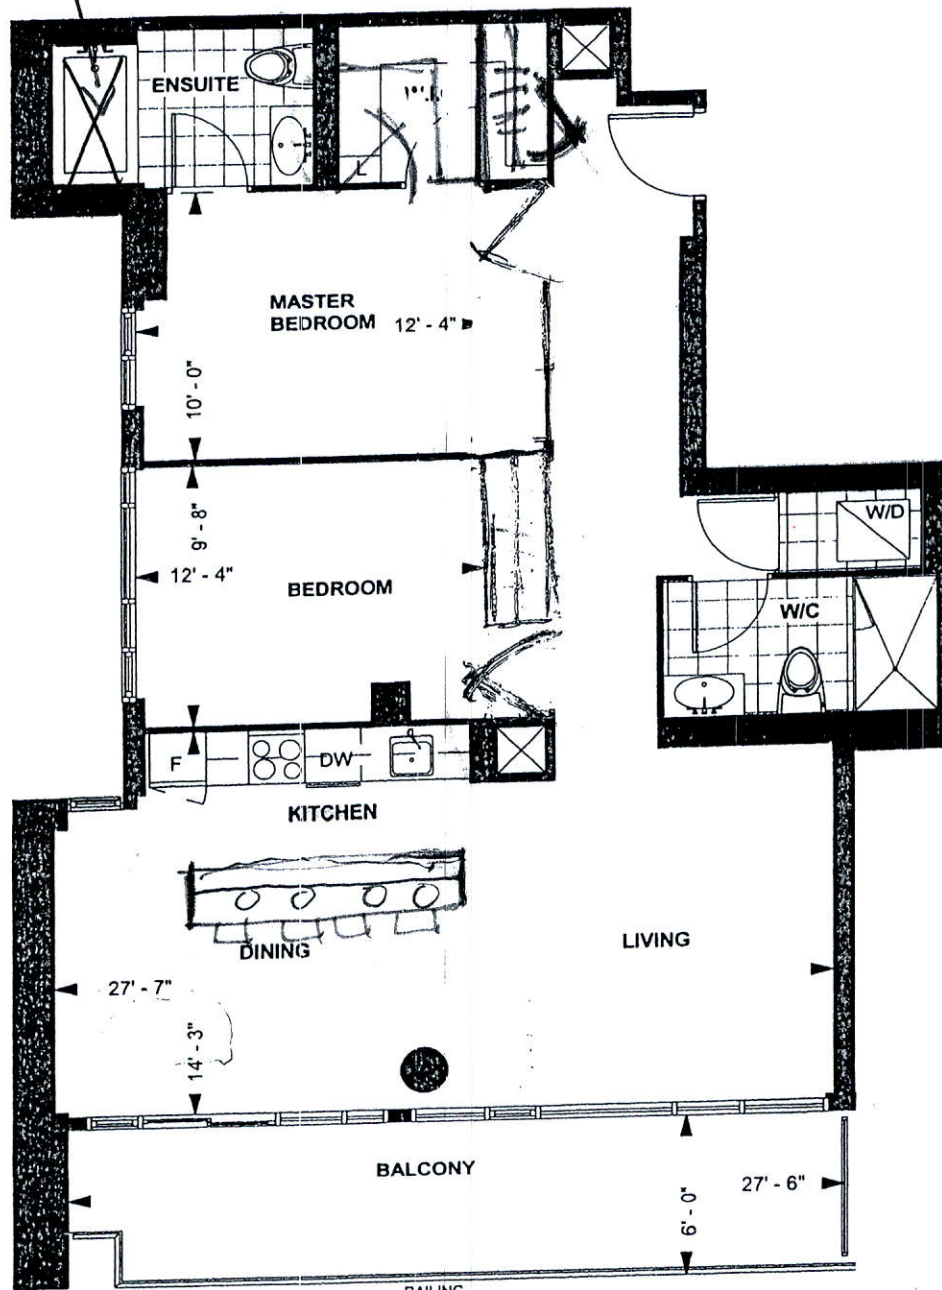 ENSUITE
L
MASTER
BEDROOM
12' - 4"
10' - 0"
9' - 8"
12' - 4"
BEDROOM
W/D
W/C
F
DW
KITCHEN
DINING
LIVING
27' - 7"
14' - 3"
BALCONY
27' - 6"
6' - 0"
RAILING